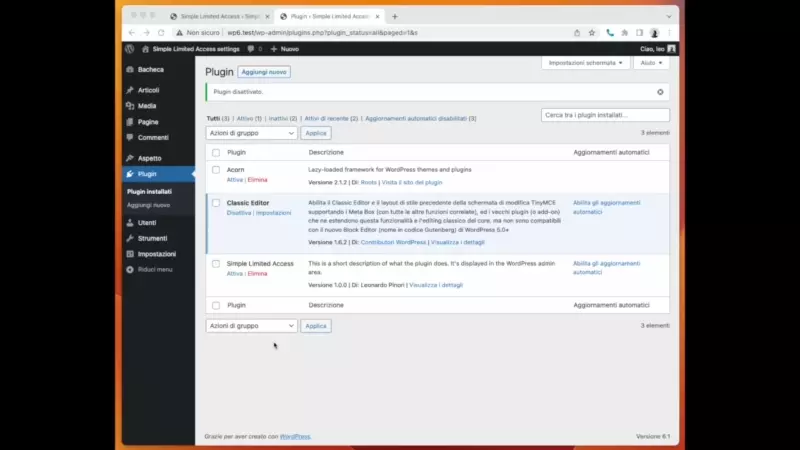 Simple Limited Access ‹ Simp
Plugin ‹ Simple Limited Access
Non sicuro | wp6.test/wp-admin/plugins.php?plugin_status=all&paged=1&s
Simple Limited Access settings 0 + Nuovo Ciao, leo
Impostazioni schermata Aiuto
Bacheca
Articoli
Media
Pagine
Commenti
Aspetto
Plugin
Plugin installati
Aggiungi nuovo
Utenti
Strumenti
Impostazioni
Riduci menu
Plugin Aggiungi nuovo
Plugin disattivato.
Tutti (3) | Attivo (1) | Inattivi (2) | Attivi di recente (2) | Aggiornamenti automatici disabilitati (3)
Cerca tra i plugin installati...
Azioni di gruppo Applica 3 elementi
Plugin Descrizione Aggiornamenti automatici
Acorn
Attiva | Elimina
Lazy-loaded framework for WordPress themes and plugins
Versione 2.1.2 | Di: Roots | Visita il sito del plugin
Classic Editor
Disattiva | Impostazioni
Abilita il Classic Editor e il layout di stile precedente della schermata di modifica TinyMCE
supportando i Meta Box (con tutte le altre funzioni correlate), ed i vecchi plugin (o add-on)
che ne estendono questa funzionalità e l'editing classico del core, ma non sono compatibili
con il nuovo Block Editor (nome in codice Gutenberg) di WordPress 5.0+
Versione 1.6.2 | Di: Contributori WordPress | Visualizza i dettagli
Abilita gli aggiornamenti
automatici
Simple Limited Access
Attiva | Elimina
This is a short description of what the plugin does. It's displayed in the WordPress admin
area.
Versione 1.0.0 | Di: Leonardo Pinori | Visualizza i dettagli
Abilita gli aggiornamenti
automatici
Plugin Descrizione Aggiornamenti automatici
Azioni di gruppo Applica 3 elementi
Grazie per aver creato con WordPress. Versione 6.1